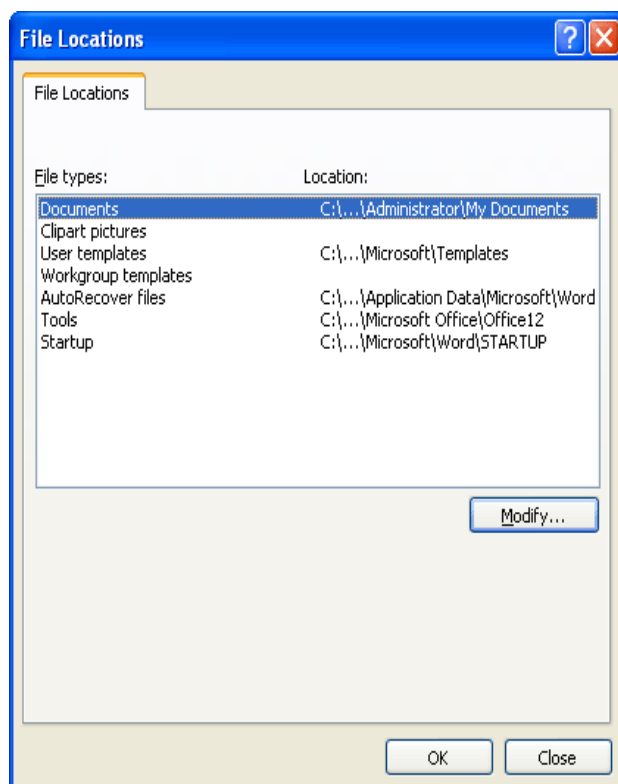 File Locations
File Locations
File types: Location:
Documents C:\...\Administrator\My Documents
Clipart pictures
User templates C:\...\Microsoft\Templates
Workgroup templates
AutoRecover files C:\...\Application Data\Microsoft\Word
Tools C:\...\Microsoft Office\Office12
Startup C:\...\Microsoft\Word\STARTUP
Modify...
OK Close